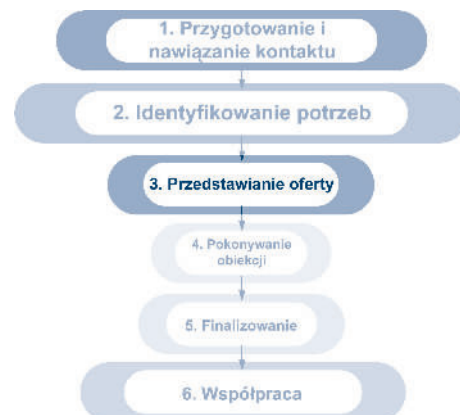 1. Przygotowanie i
nawiązanie kontaktu
2. Identyfikowanie potrzeb
3. Przedstawianie oferty
4. Pokonywanie
obiekcji
5. Finalizowanie
6. Współpraca